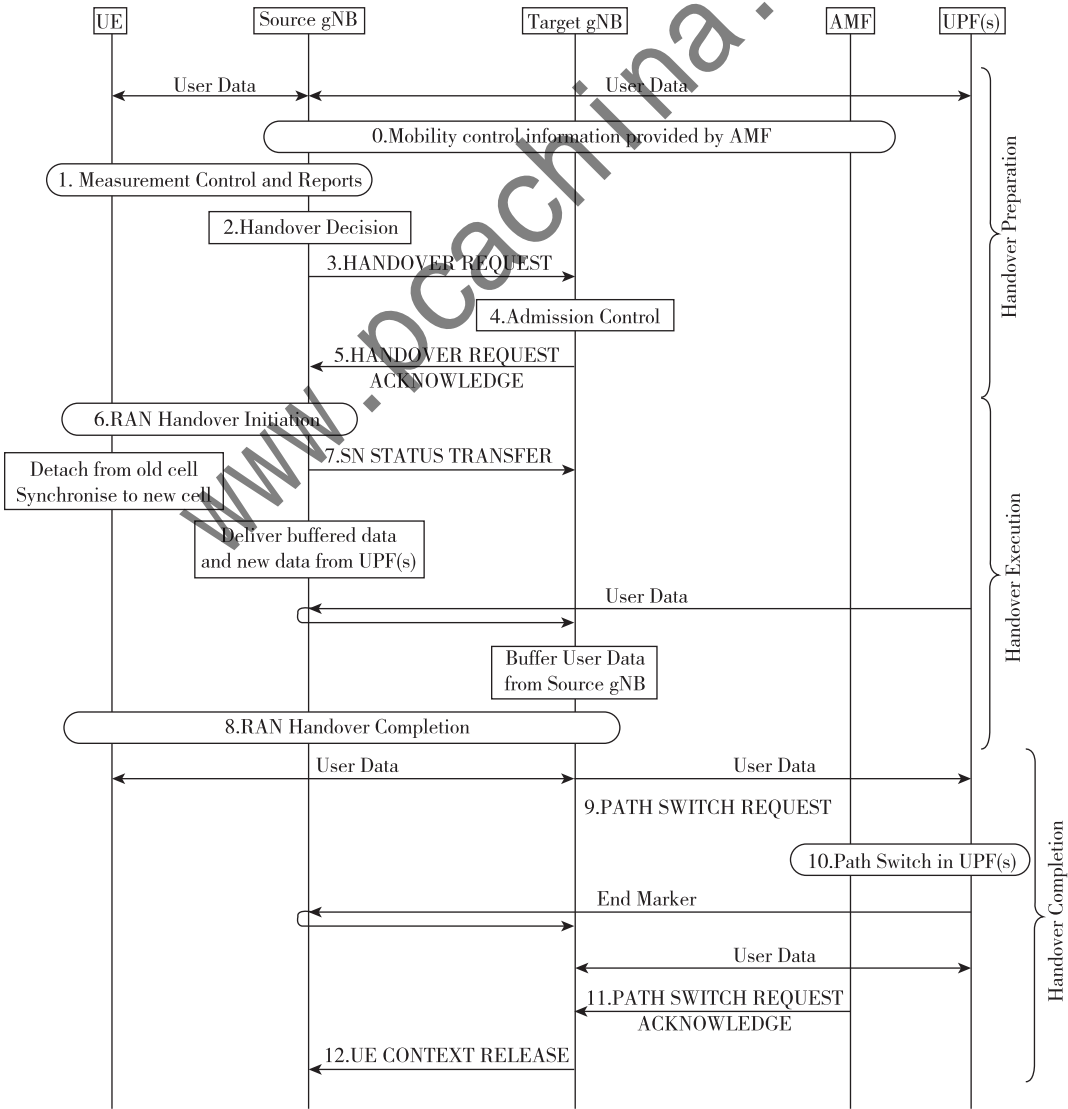 UE
Source gNB
Target gNB
AMF
UPF(s)
User Data
User Data
0.Mobility control information provided by AMF
1. Measurement Control and Reports
2.Handover Decision
3.HANDOVER REQUEST
4.Admission Control
5.HANDOVER REQUEST
ACKNOWLEDGE
Handover Preparation
6.RAN Handover Initiation
7.SN STATUS TRANSFER
Detach from old cell
Synchronise to new cell
Deliver buffered data
and new data from UPF(s)
User Data
Buffer User Data
from Source gNB
8.RAN Handover Completion
Handover Execution
User Data
User Data
9.PATH SWITCH REQUEST
10.Path Switch in UPF(s)
End Marker
User Data
11.PATH SWITCH REQUEST
ACKNOWLEDGE
12.UE CONTEXT RELEASE
Handover Completion
www.pcachina.